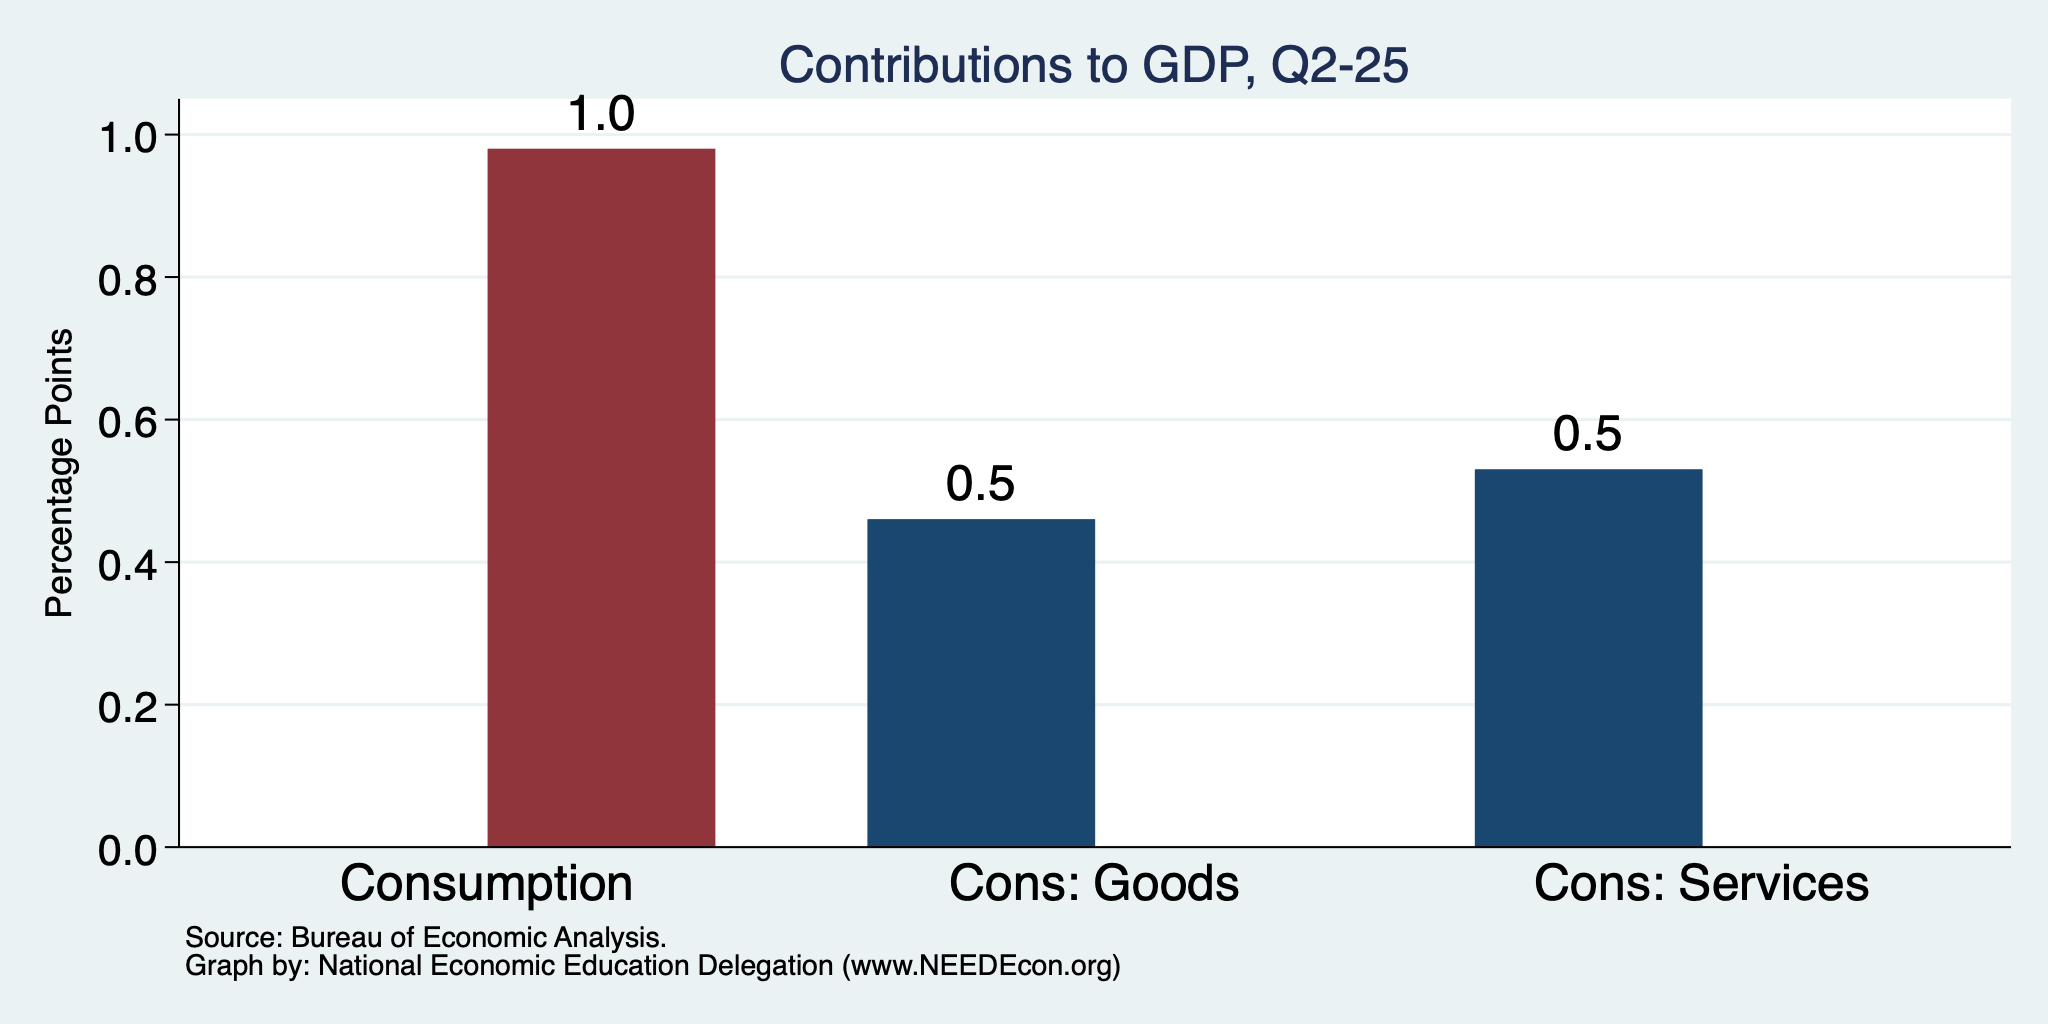 Contributions to GDP, Q2-25
Percentage Points
1.0
0.8
0.6
0.4
0.2
0.0
1.0
0.5
0.5
Consumption
Cons: Goods
Cons: Services
Source: Bureau of Economic Analysis.
Graph by: National Economic Education Delegation (www.NEEDEcon.org)